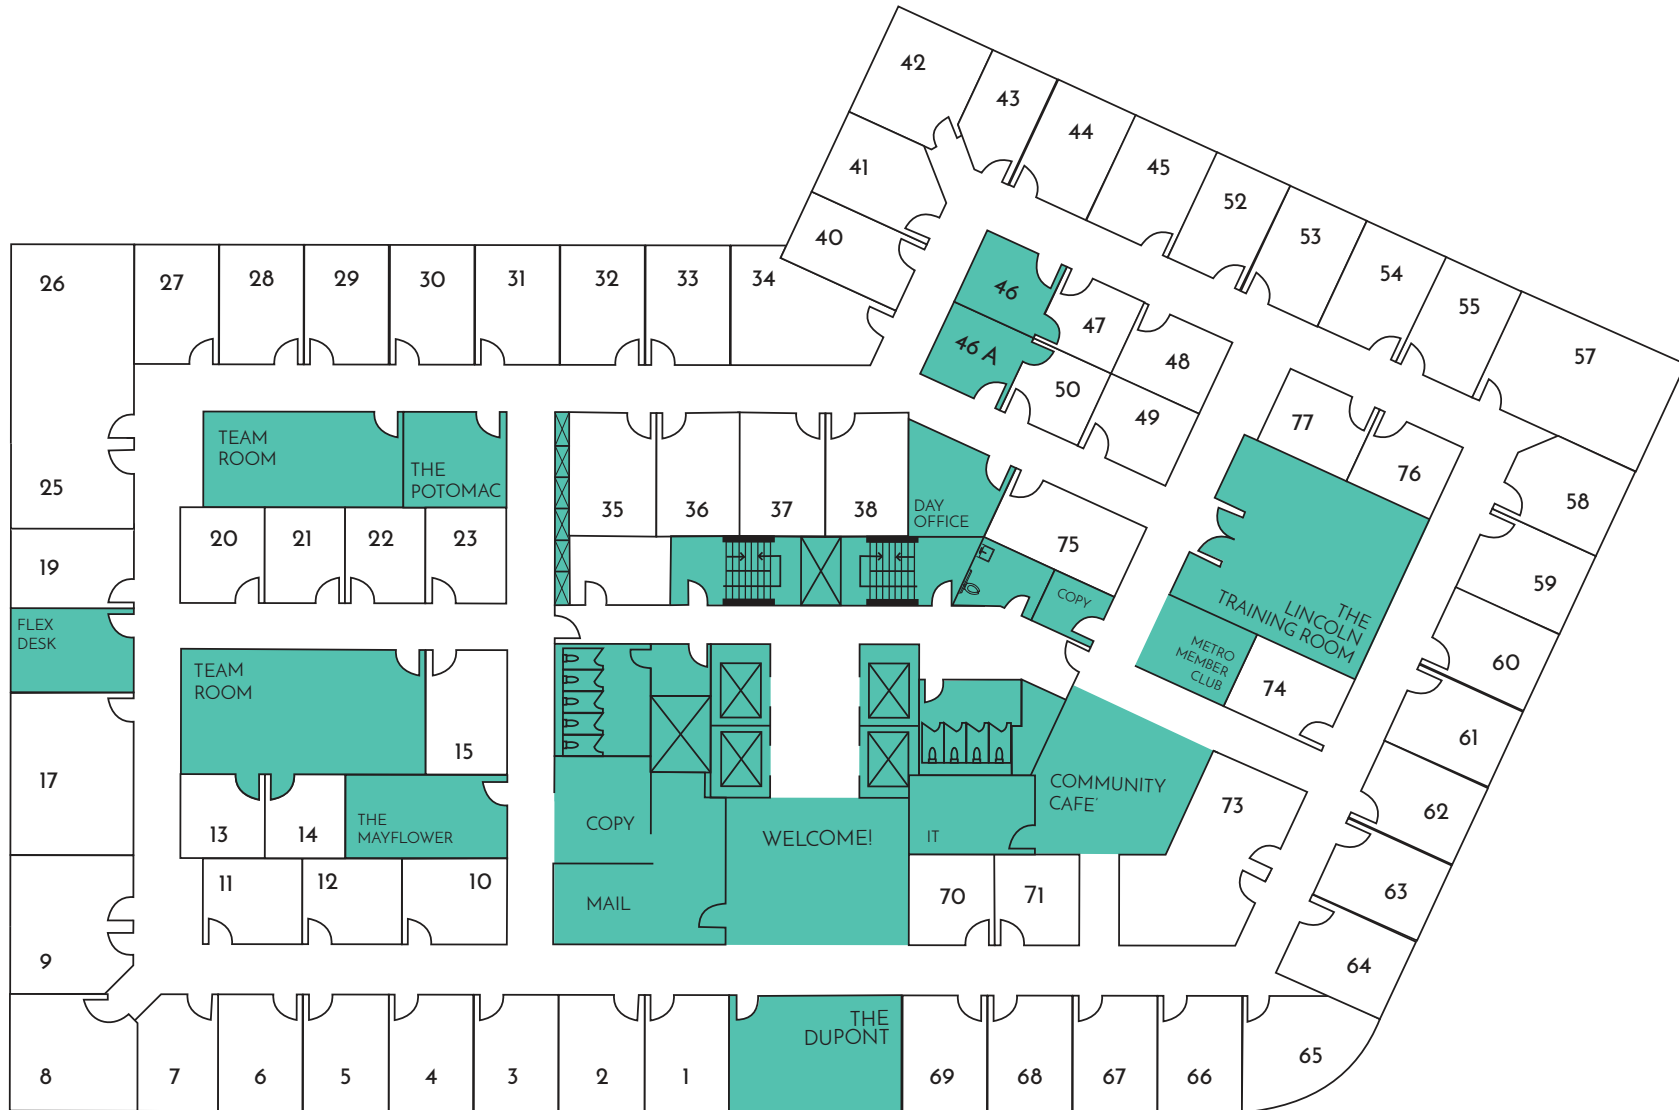 42
43
44
41
45
52
40
53
54
55
57
26
27
28
29
30
31
32
33
34
46
47
46 A
48
50
49
77
76
58
TEAM
ROOM
THE
POTOMAC
25
35
36
37
38
DAY
OFFICE
75
20
21
22
23
19
59
THE
LINCOLN
TRAINING ROOM
COPY
FLEX
DESK
METRO
MEMBER
CLUB
74
60
61
TEAM
ROOM
15
17
COMMUNITY
CAFE'
73
62
13
14
THE
MAYFLOWER
COPY
WELCOME!
IT
11
12
10
MAIL
70
71
63
9
64
THE
DUPONT
8
7
6
5
4
3
2
1
69
68
67
66
65